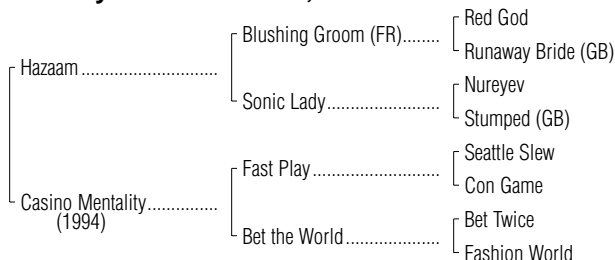 Red God
Blushing Groom (FR)........
Runaway Bride (GB)
Hazaam .............................
Nureyev
Sonic Lady........................
Stumped (GB)
Seattle Slew
Fast Play...........................
Con Game
Casino Mentality...............
(1994)
Bet Twice
Bet the World....................
Fashion World